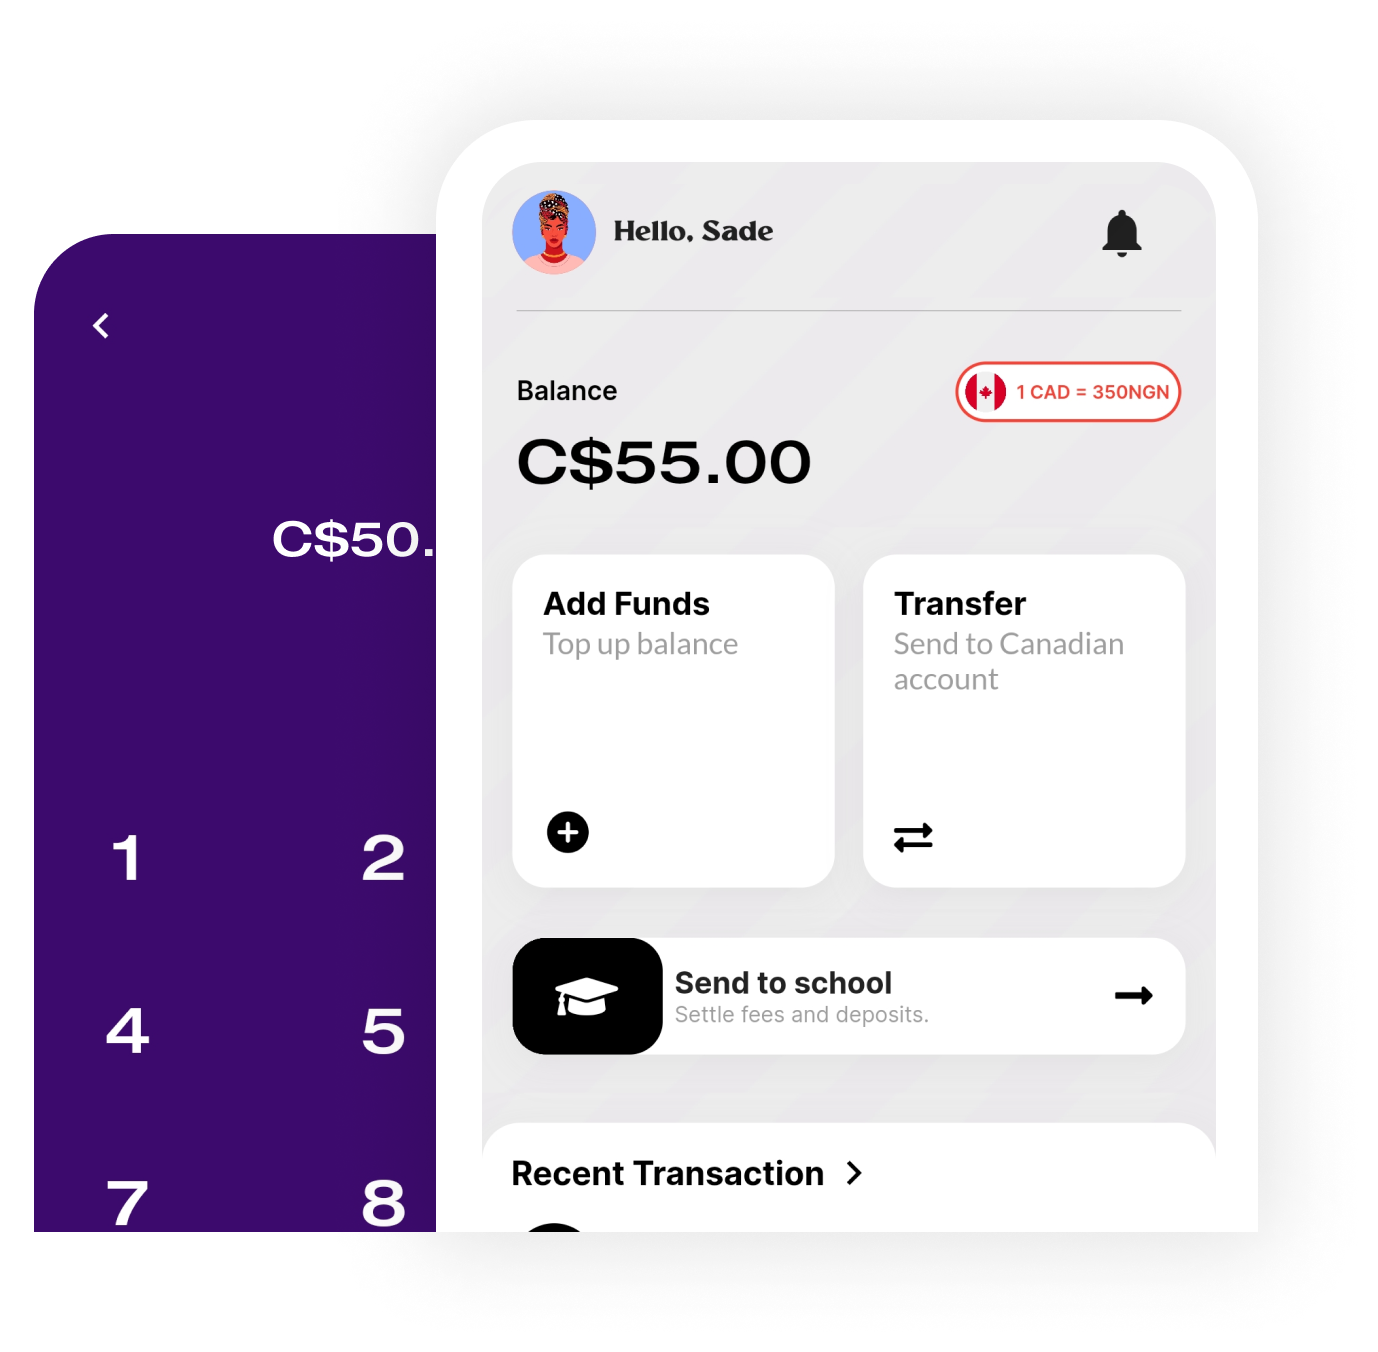 Hello, Sade
Balance
1 CAD = 350NGN
C$55.00
C$50.
Add Funds
Top up balance
Transfer
Send to Canadian
account
1 2
4 5
7 8
Send to school
Settle fees and deposits.
Recent Transaction